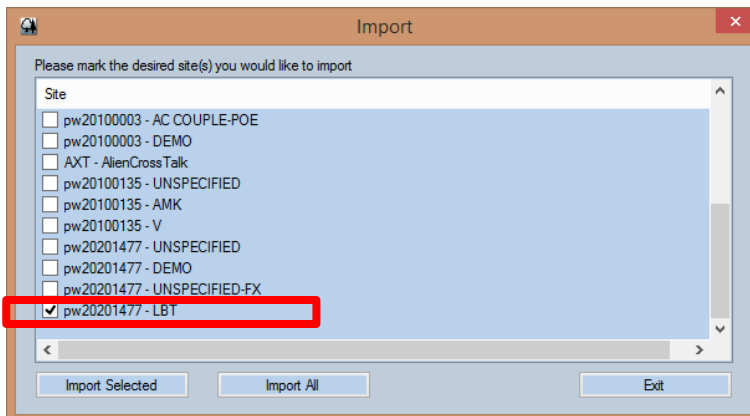 Import
Please mark the desired site(s) you would like to import
Site
pw20100003 - AC COUPLE-POE
pw20100003 - DEMO
AXT - AlienCrossTalk
pw20100135 - UNSPECIFIED
pw20100135 - AMK
pw20100135 - V
pw20201477 - UNSPECIFIED
pw20201477 - DEMO
pw20201477 - UNSPECIFIED-FX
pw20201477 - LBT
Import Selected Import All Exit